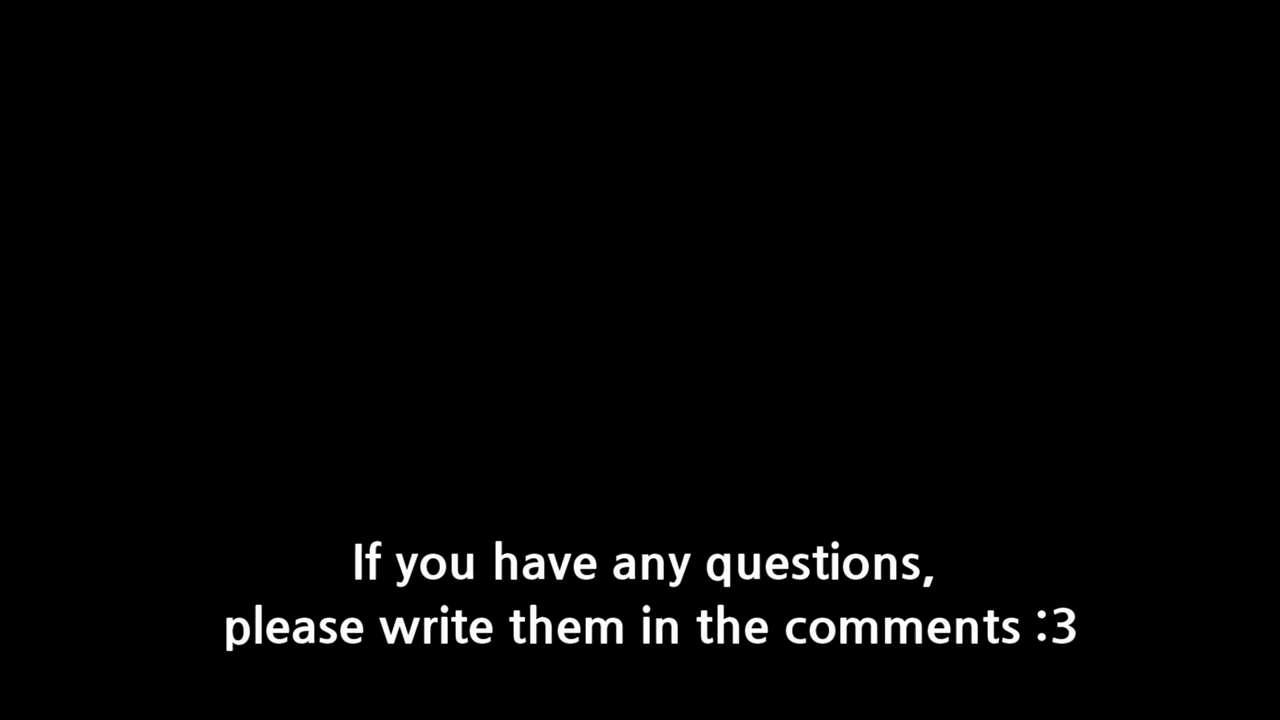 If you have any questions,
please write them in the comments :3